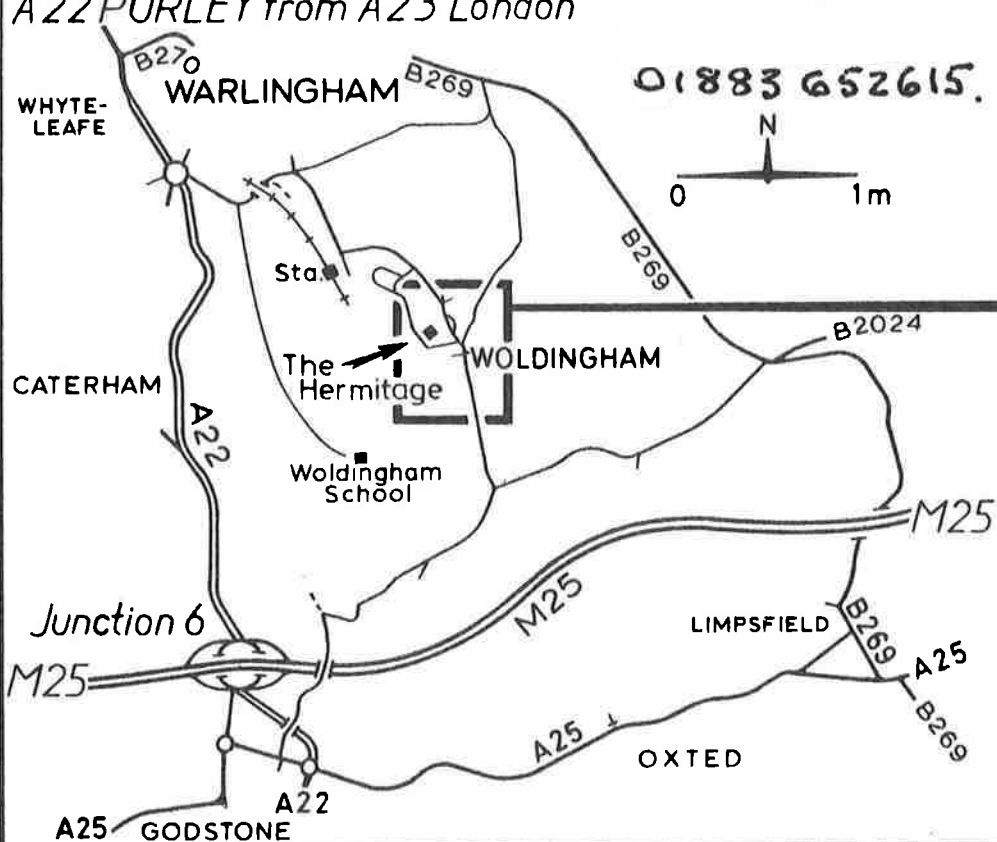 A22 PURLEY from A23 London
B270
WARLINGHAM
B269
01883 652615.
WHYTE-
LEAFE
N
0 1m
Sta.
B269
B2024
The
Hermitage
WOLDINGHAM
CATERHAM
A22
Woldingham
School
M25
M25
Junction 6
LIMPSFIELD
B269
A25
M25
B269
A25
OXTED
A22
A25
GODSTONE